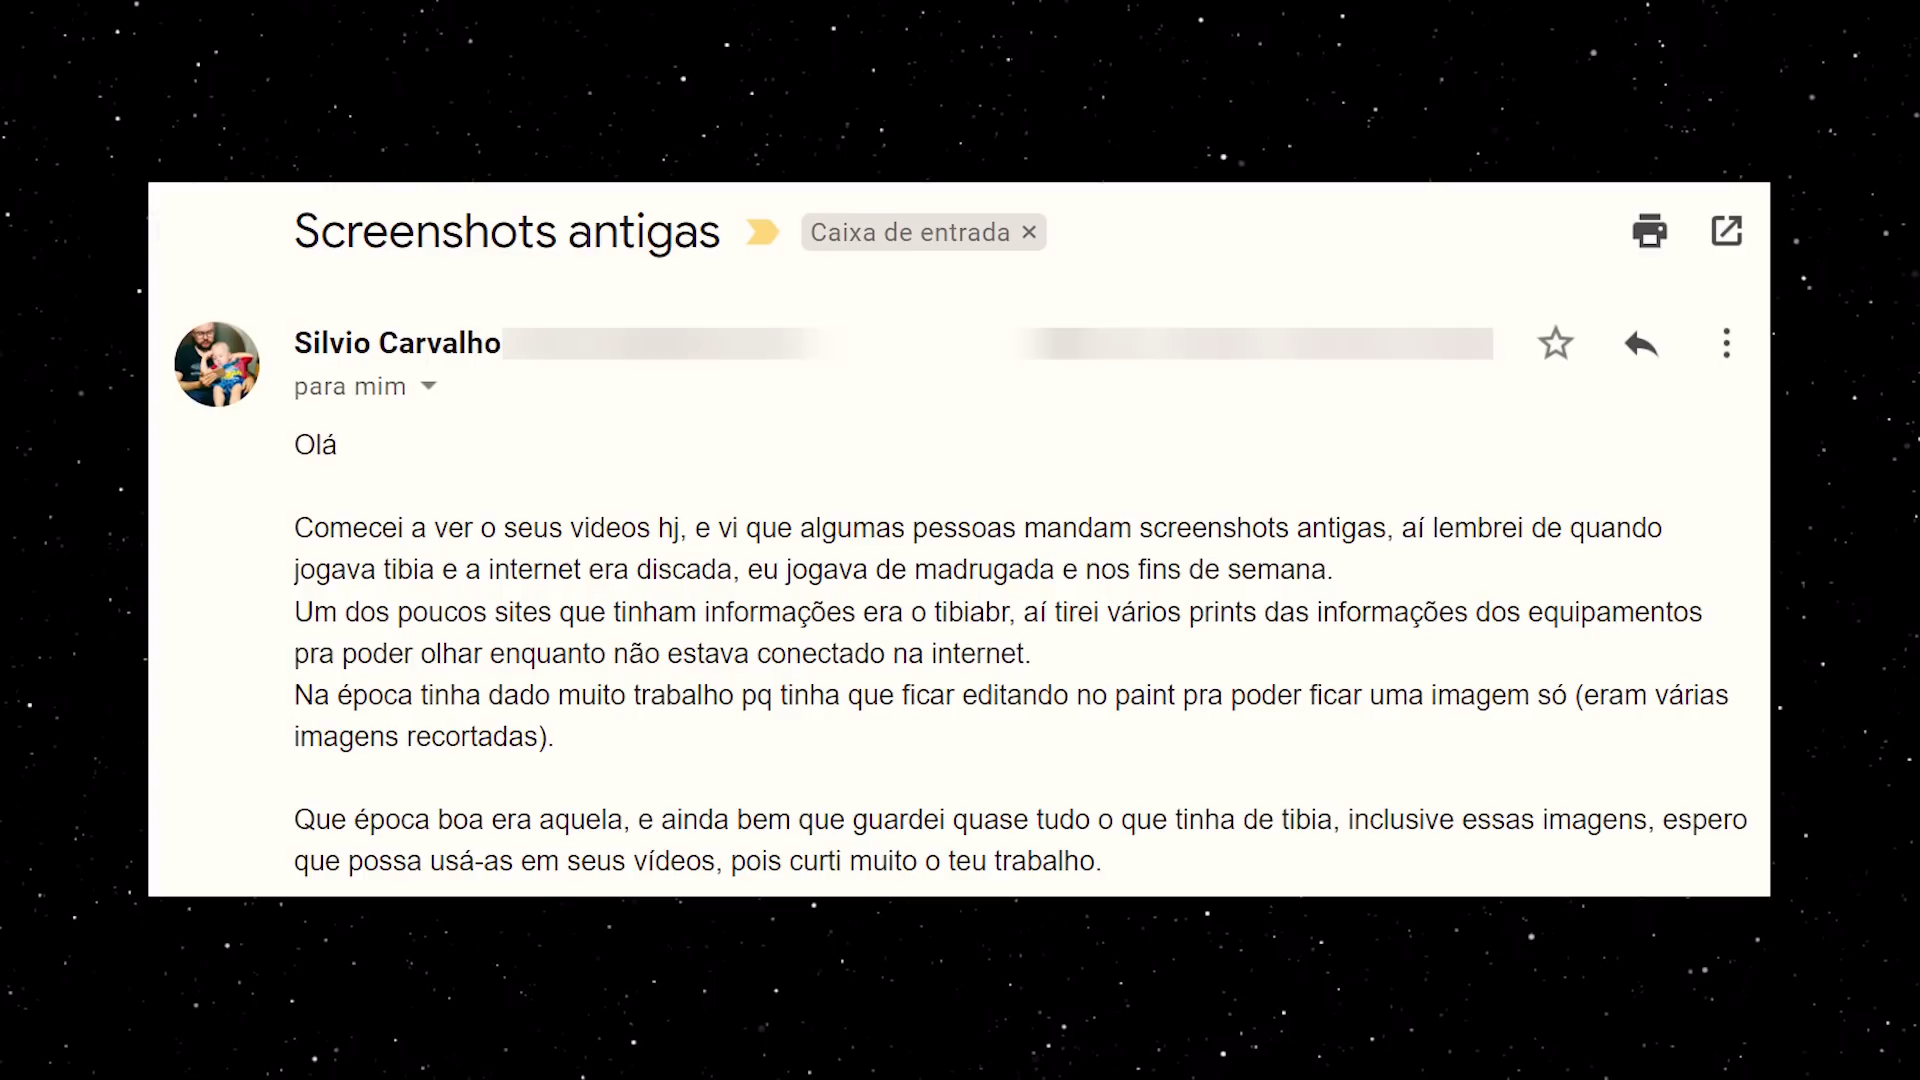 Screenshots antigas
Caixa de entrada ×
Silvio Carvalho
para mim
Olá
Comecei a ver o seus videos hj, e vi que algumas pessoas mandam screenshots antigas, aí lembrei de quando
jogava tibia e a internet era discada, eu jogava de madrugada e nos fins de semana.
Um dos poucos sites que tinham informações era o tibiabr, aí tirei vários prints das informações dos equipamentos
pra poder olhar enquanto não estava conectado na internet.
Na época tinha dado muito trabalho pq tinha que ficar editando no paint pra poder ficar uma imagem só (eram várias
imagens recortadas).
Que época boa era aquela, e ainda bem que guardei quase tudo o que tinha de tibia, inclusive essas imagens, espero
que possa usá-as em seus vídeos, pois curti muito o teu trabalho.